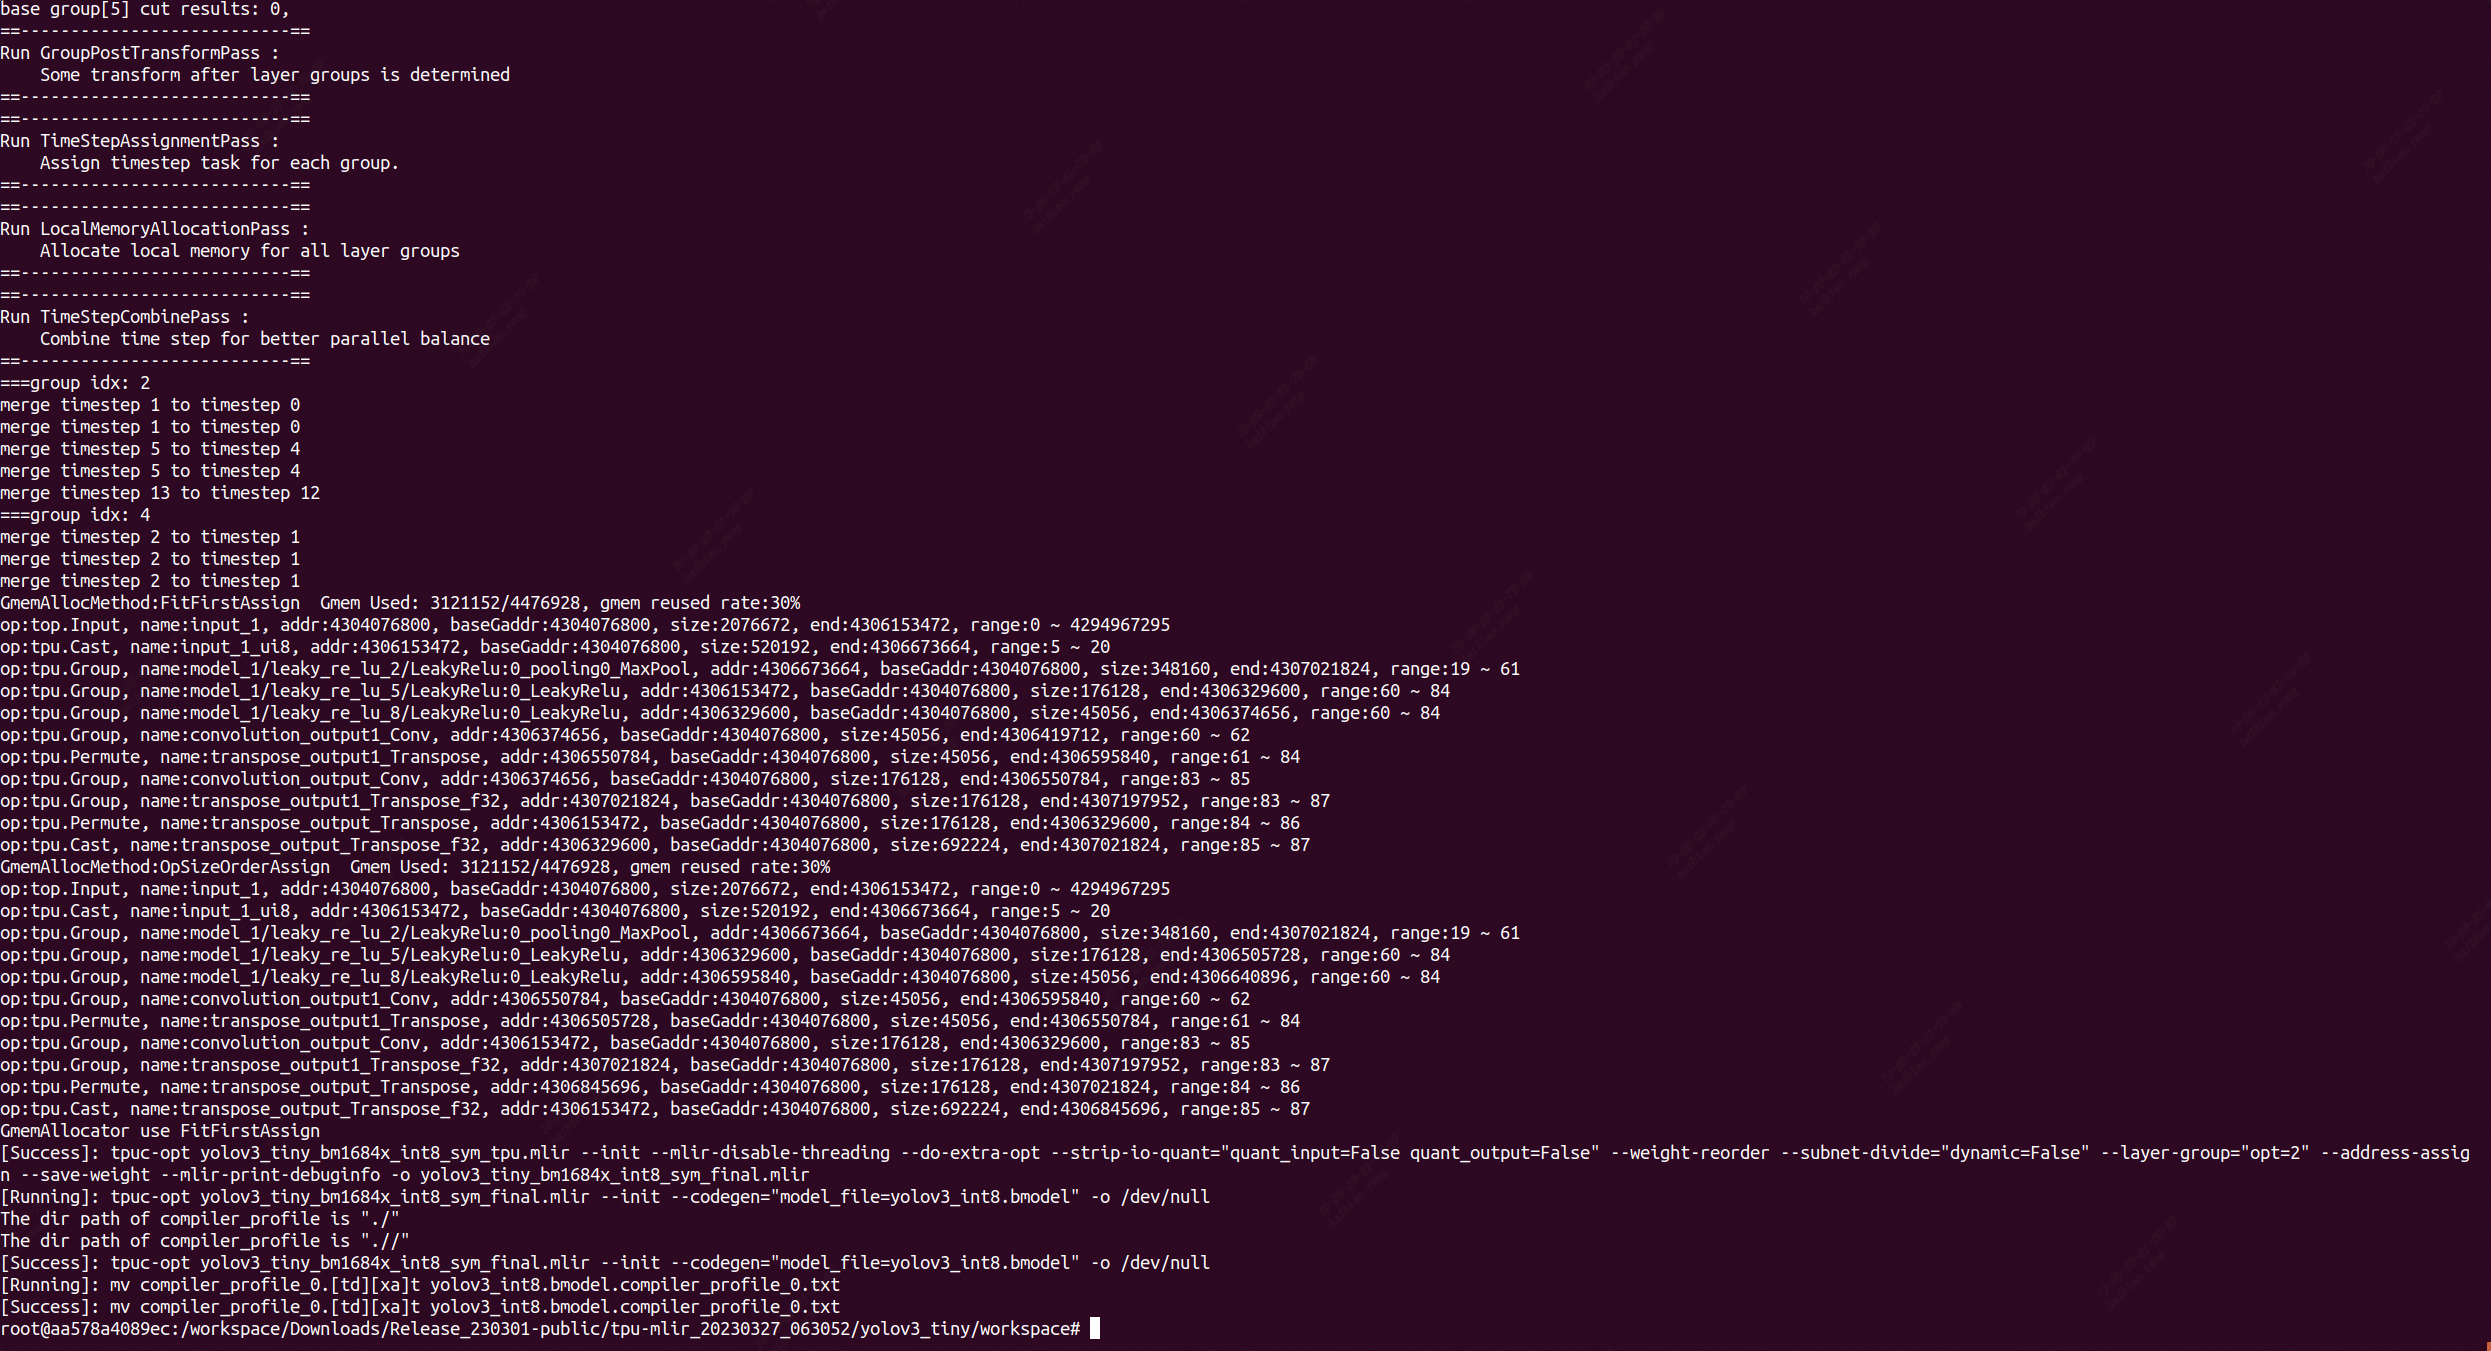 base group[5] cut results: 0,
==---------------------------==
Run GroupPostTransformPass :
    Some transform after layer groups is determined
==---------------------------==
==---------------------------==
Run TimeStepAssignmentPass :
    Assign timestep task for each group.
==---------------------------==
==---------------------------==
Run LocalMemoryAllocationPass :
    Allocate local memory for all layer groups
==---------------------------==
==---------------------------==
Run TimeStepCombinePass :
    Combine time step for better parallel balance
==---------------------------==
===group idx: 2
merge timestep 1 to timestep 0
merge timestep 1 to timestep 0
merge timestep 5 to timestep 4
merge timestep 5 to timestep 4
merge timestep 13 to timestep 12
===group idx: 4
merge timestep 2 to timestep 1
merge timestep 2 to timestep 1
merge timestep 2 to timestep 1
GmemAllocMethod:FitFirstAssign  Gmem Used: 3121152/4476928, gmem reused rate:30%
op:top.Input, name:input_1, addr:4304076800, baseGaddr:4304076800, size:2076672, end:4306153472, range:0 ~ 4294967295
op:tpu.Cast, name:input_1_ui8, addr:4306153472, baseGaddr:4304076800, size:520192, end:4306673664, range:5 ~ 20
op:tpu.Group, name:model_1/leaky_re_lu_2/LeakyRelu:0_pooling0_MaxPool, addr:4306673664, baseGaddr:4304076800, size:348160, end:4307021824, range:19 ~ 61
op:tpu.Group, name:model_1/leaky_re_lu_5/LeakyRelu:0_LeakyRelu, addr:4306153472, baseGaddr:4304076800, size:176128, end:4306329600, range:60 ~ 84
op:tpu.Group, name:model_1/leaky_re_lu_8/LeakyRelu:0_LeakyRelu, addr:4306329600, baseGaddr:4304076800, size:45056, end:4306374656, range:60 ~ 84
op:tpu.Group, name:convolution_output1_Conv, addr:4306374656, baseGaddr:4304076800, size:45056, end:4306419712, range:60 ~ 62
op:tpu.Permute, name:transpose_output1_Transpose, addr:4306550784, baseGaddr:4304076800, size:45056, end:4306595840, range:61 ~ 84
op:tpu.Group, name:convolution_output_Conv, addr:4306374656, baseGaddr:4304076800, size:176128, end:4306550784, range:83 ~ 85
op:tpu.Group, name:transpose_output1_Transpose_f32, addr:4307021824, baseGaddr:4304076800, size:176128, end:4307197952, range:83 ~ 87
op:tpu.Permute, name:transpose_output_Transpose, addr:4306153472, baseGaddr:4304076800, size:176128, end:4306329600, range:84 ~ 86
op:tpu.Cast, name:transpose_output_Transpose_f32, addr:4306329600, baseGaddr:4304076800, size:692224, end:4307021824, range:85 ~ 87
GmemAllocMethod:OpSizeOrderAssign  Gmem Used: 3121152/4476928, gmem reused rate:30%
op:top.Input, name:input_1, addr:4304076800, baseGaddr:4304076800, size:2076672, end:4306153472, range:0 ~ 4294967295
op:tpu.Cast, name:input_1_ui8, addr:4306153472, baseGaddr:4304076800, size:520192, end:4306673664, range:5 ~ 20
op:tpu.Group, name:model_1/leaky_re_lu_2/LeakyRelu:0_pooling0_MaxPool, addr:4306673664, baseGaddr:4304076800, size:348160, end:4307021824, range:19 ~ 61
op:tpu.Group, name:model_1/leaky_re_lu_5/LeakyRelu:0_LeakyRelu, addr:4306329600, baseGaddr:4304076800, size:176128, end:4306505728, range:60 ~ 84
op:tpu.Group, name:model_1/leaky_re_lu_8/LeakyRelu:0_LeakyRelu, addr:4306595840, baseGaddr:4304076800, size:45056, end:4306640896, range:60 ~ 84
op:tpu.Group, name:convolution_output1_Conv, addr:4306550784, baseGaddr:4304076800, size:45056, end:4306595840, range:60 ~ 62
op:tpu.Permute, name:transpose_output1_Transpose, addr:4306505728, baseGaddr:4304076800, size:45056, end:4306550784, range:61 ~ 84
op:tpu.Group, name:convolution_output_Conv, addr:4306153472, baseGaddr:4304076800, size:176128, end:4306329600, range:83 ~ 85
op:tpu.Group, name:transpose_output1_Transpose_f32, addr:4307021824, baseGaddr:4304076800, size:176128, end:4307197952, range:83 ~ 87
op:tpu.Permute, name:transpose_output_Transpose, addr:4306845696, baseGaddr:4304076800, size:176128, end:4307021824, range:84 ~ 86
op:tpu.Cast, name:transpose_output_Transpose_f32, addr:4306153472, baseGaddr:4304076800, size:692224, end:4306845696, range:85 ~ 87
GmemAllocator use FitFirstAssign
[Success]: tpuc-opt yolov3_tiny_bm1684x_int8_sym_tpu.mlir --init --mlir-disable-threading --do-extra-opt --strip-io-quant="quant_input=False quant_output=False" --weight-reorder --subnet-divide="dynamic=False" --layer-group="opt=2" --address-assig
n --save-weight --mlir-print-debuginfo -o yolov3_tiny_bm1684x_int8_sym_final.mlir
[Running]: tpuc-opt yolov3_tiny_bm1684x_int8_sym_final.mlir --init --codegen="model_file=yolov3_int8.bmodel" -o /dev/null
The dir path of compiler_profile is "./"
The dir path of compiler_profile is ".//"
[Success]: tpuc-opt yolov3_tiny_bm1684x_int8_sym_final.mlir --init --codegen="model_file=yolov3_int8.bmodel" -o /dev/null
[Running]: mv compiler_profile_0.[td][xa]t yolov3_int8.bmodel.compiler_profile_0.txt
[Success]: mv compiler_profile_0.[td][xa]t yolov3_int8.bmodel.compiler_profile_0.txt
root@aa578a4089ec:/workspace/Downloads/Release_230301-public/tpu-mlir_20230327_063052/yolov3_tiny/workspace#